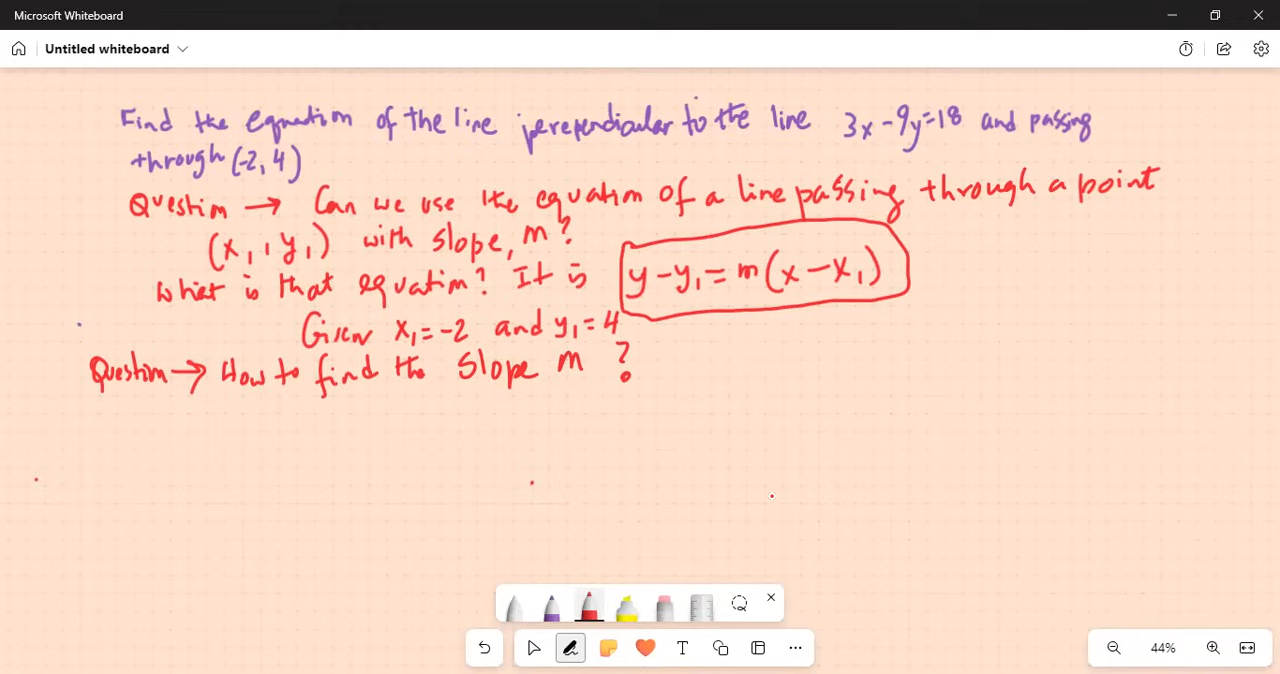 Microsoft Whiteboard
Untitled whiteboard
Find the equation of the line perependicular to the line 3x - 9y = 18 and passing
through (-2, 4)
Question → Can we use the equation of a line passing through a point
(x₁, y₁) with slope, m?
What is that equation? It is y - y₁ = m(x - x₁)
Given x₁ = -2 and y₁ = 4
Question → How to find the slope m ?
44%